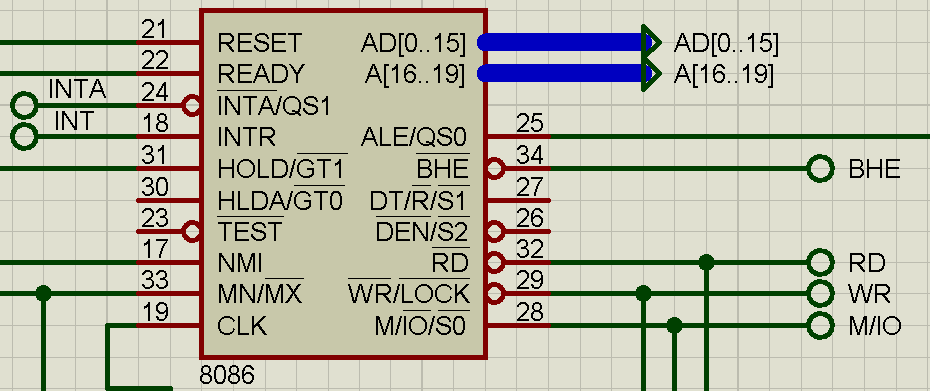 21 RESET AD[0..15] AD[0..15]
22 READY A[16..19] A[16..19]
INTA 24 INTA/QS1
INT 18 INTR ALE/QS0 25
31 HOLD/GT1 BHE 34 BHE
30 HLDA/GT0 DT/R/S1 27
23 TEST DEN/S2 26
17 NMI RD 32 RD
33 MN/MX WR/LOCK 29 WR
19 CLK M/IO/S0 28 M/IO
8086